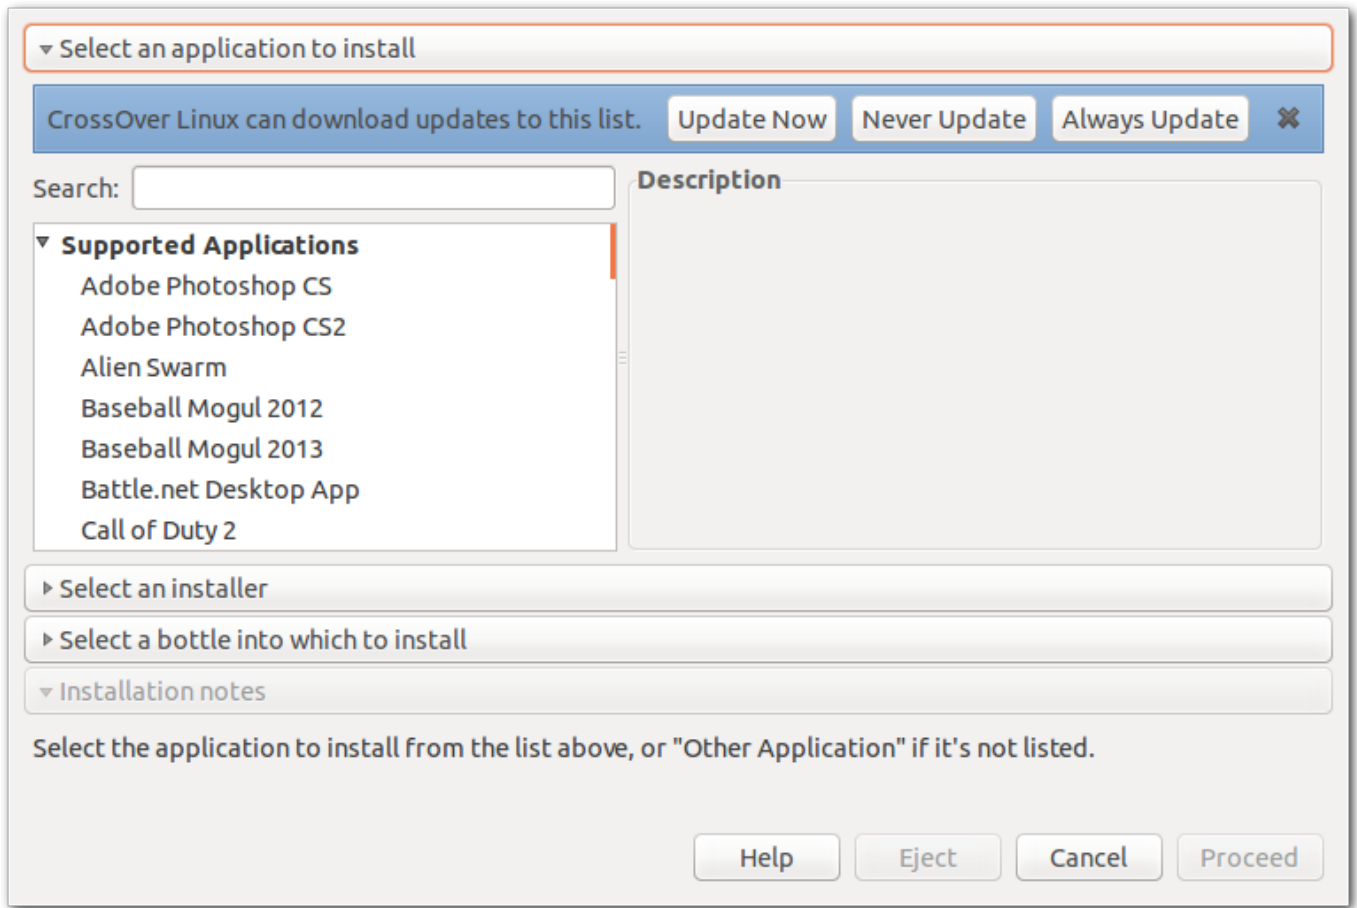 Select an application to install
CrossOver Linux can download updates to this list. Update Now Never Update Always Update
Search:
Description
Supported Applications
Adobe Photoshop CS
Adobe Photoshop CS2
Alien Swarm
Baseball Mogul 2012
Baseball Mogul 2013
Battle.net Desktop App
Call of Duty 2
Select an installer
Select a bottle into which to install
Installation notes
Select the application to install from the list above, or "Other Application" if it's not listed.
Help Eject Cancel Proceed